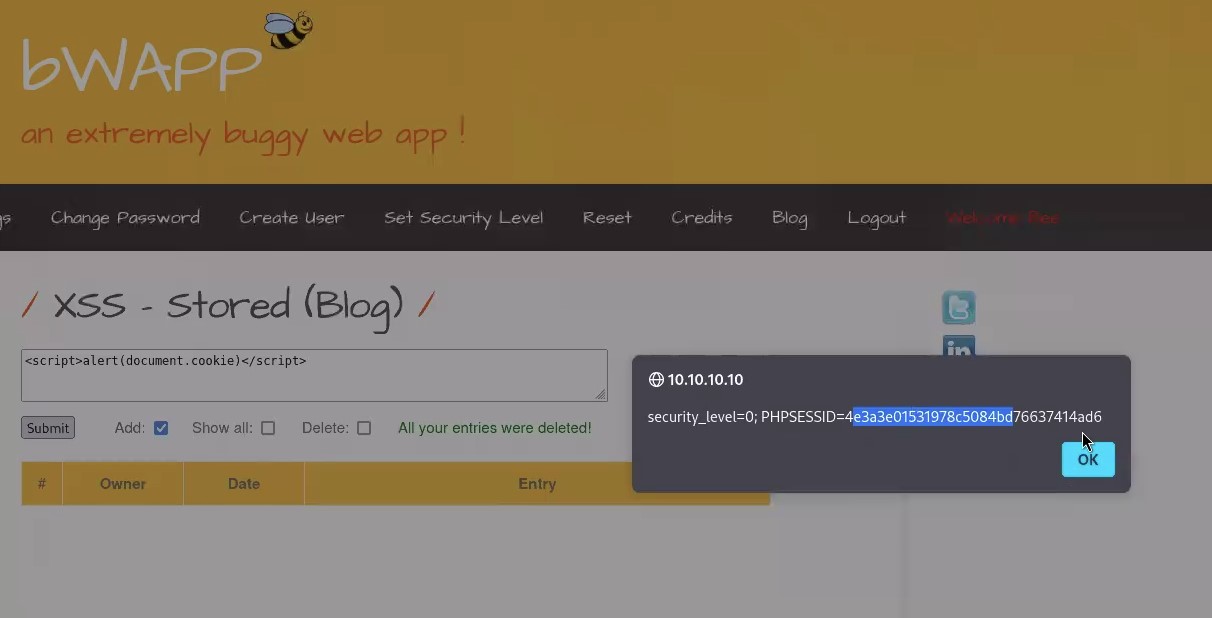 bWAPP
an extremely buggy web app !
gs Change Password Create User Set Security Level Reset Credits Blog Logout Welcome Bee
/ XSS - Stored (Blog) /
<script>alert(document.cookie)</script>
Submit Add: Show all: Delete: All your entries were deleted!
# Owner Date Entry
in
10.10.10.10
security_level=0; PHPSESSID=4e3a3e01531978c5084bd76637414ad6
OK